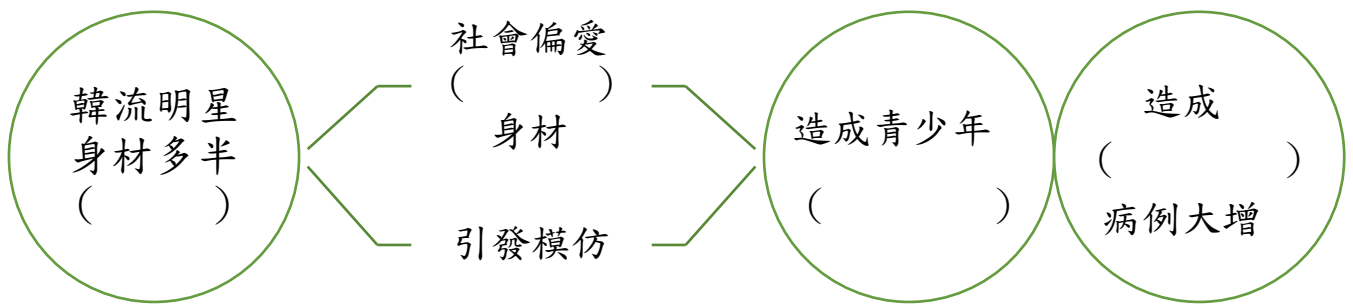 韓流明星
身材多半
（　　　）
社會偏愛
（　　　）
身材
引發模仿
造成青少年
（　　　　）
造成
（　　　　）
病例大增